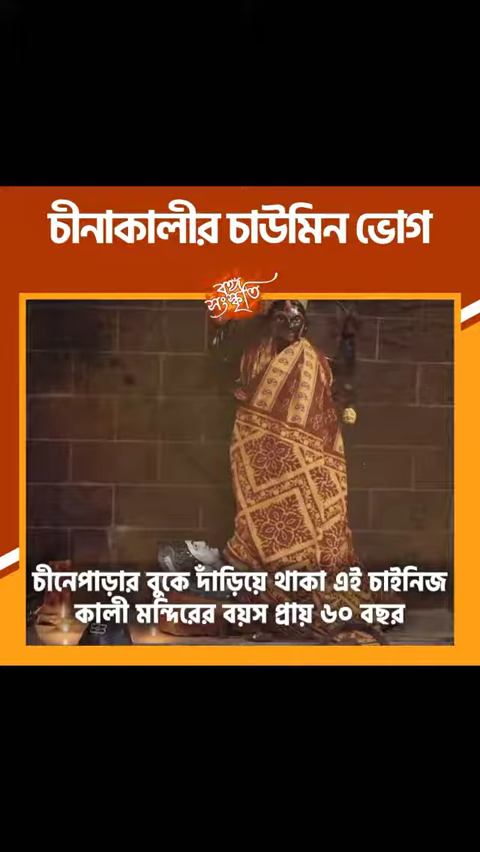 চীনাকালীর চাউমিন ভোগ
বঙ্গ
সংস্কৃতি
চীনেপাড়ার বুকে দাঁড়িয়ে থাকা এই চাইনিজ
কালী মন্দিরের বয়স প্রায় ৬০ বছর